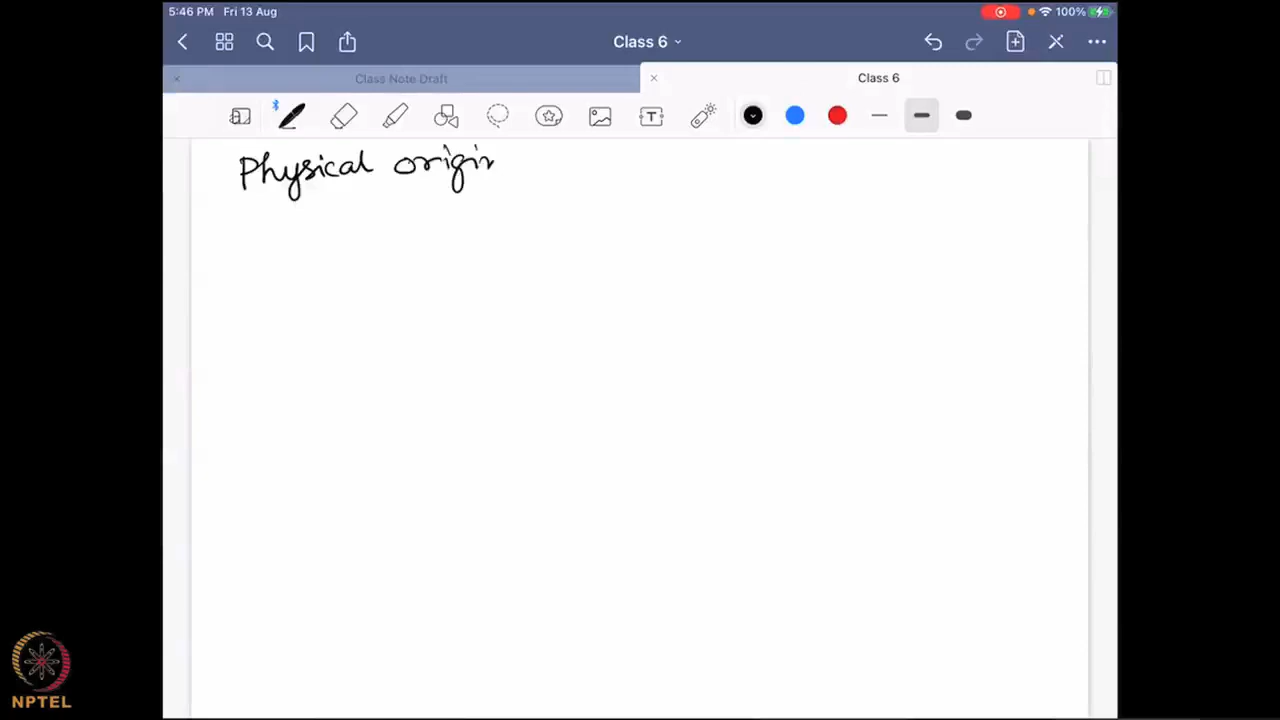 5:46 PM Fri 13 Aug 100%
Class 6
Class Note Draft Class 6
T
Physical origin
NPTEL